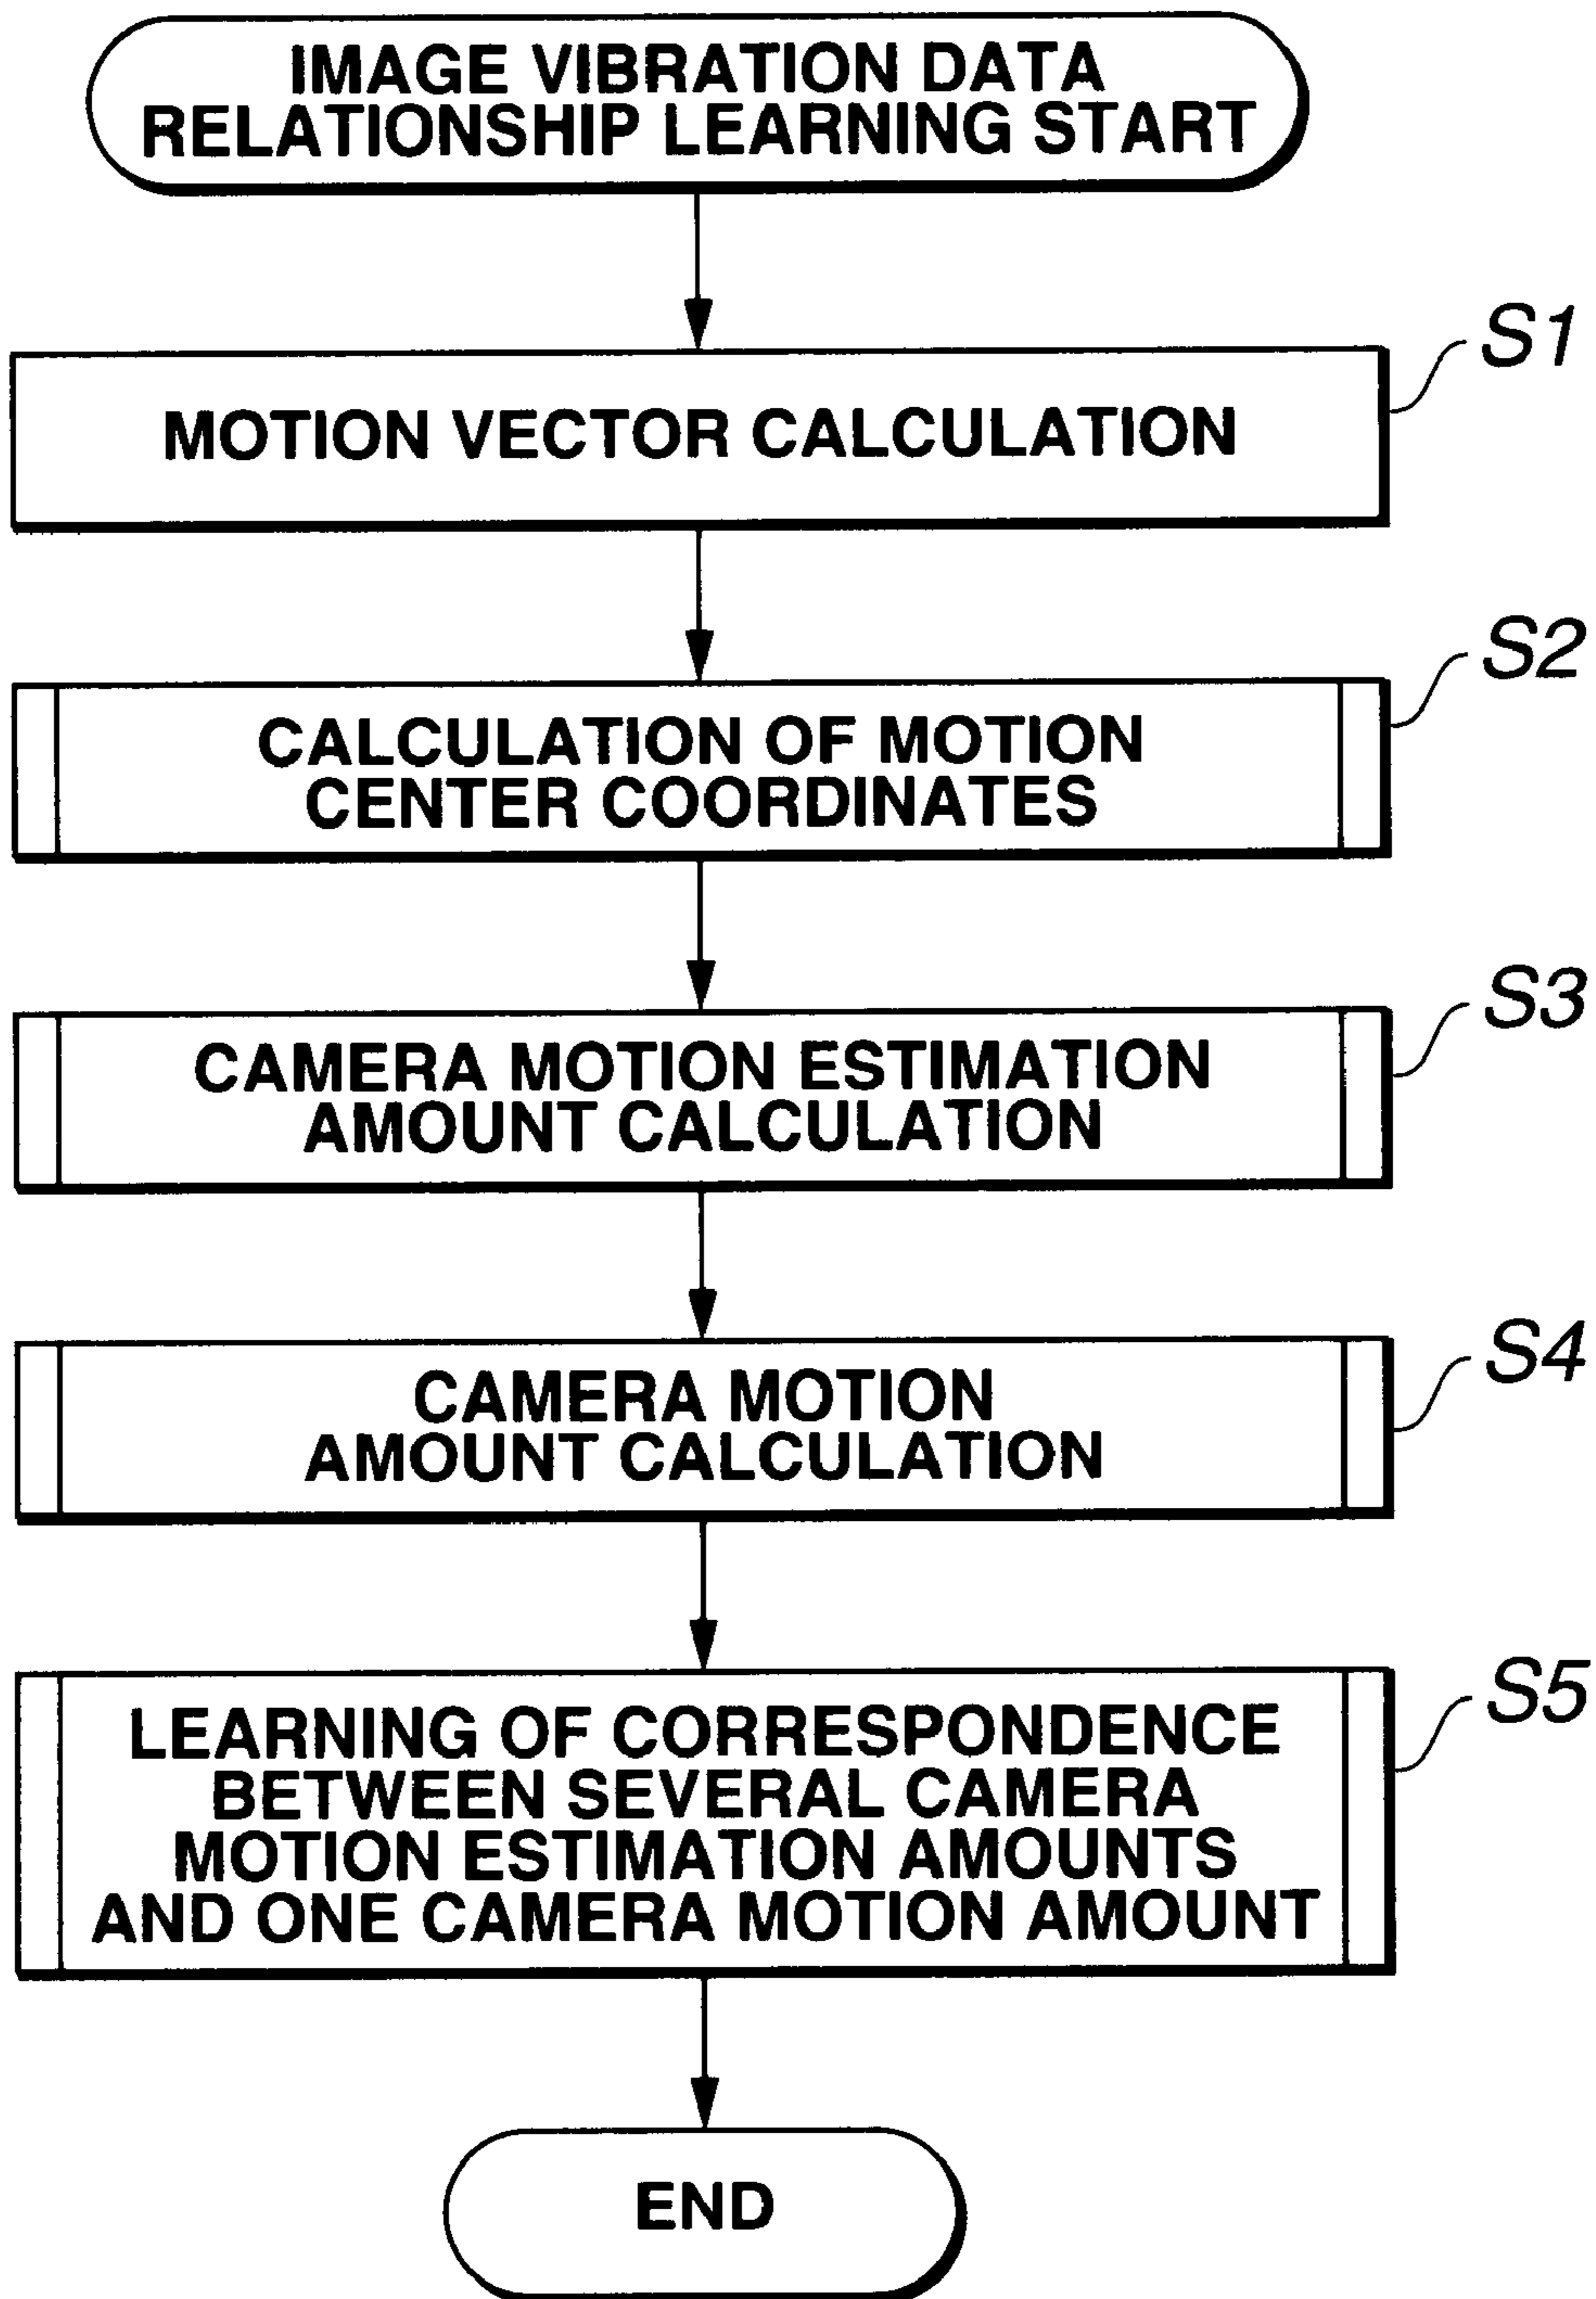 IMAGE VIBRATION DATA
RELATIONSHIP LEARNING START
S1
MOTION VECTOR CALCULATION
S2
CALCULATION OF MOTION
CENTER COORDINATES
S3
CAMERA MOTION ESTIMATION
AMOUNT CALCULATION
S4
CAMERA MOTION
AMOUNT CALCULATION
S5
LEARNING OF CORRESPONDENCE
BETWEEN SEVERAL CAMERA
MOTION ESTIMATION AMOUNTS
AND ONE CAMERA MOTION AMOUNT
END